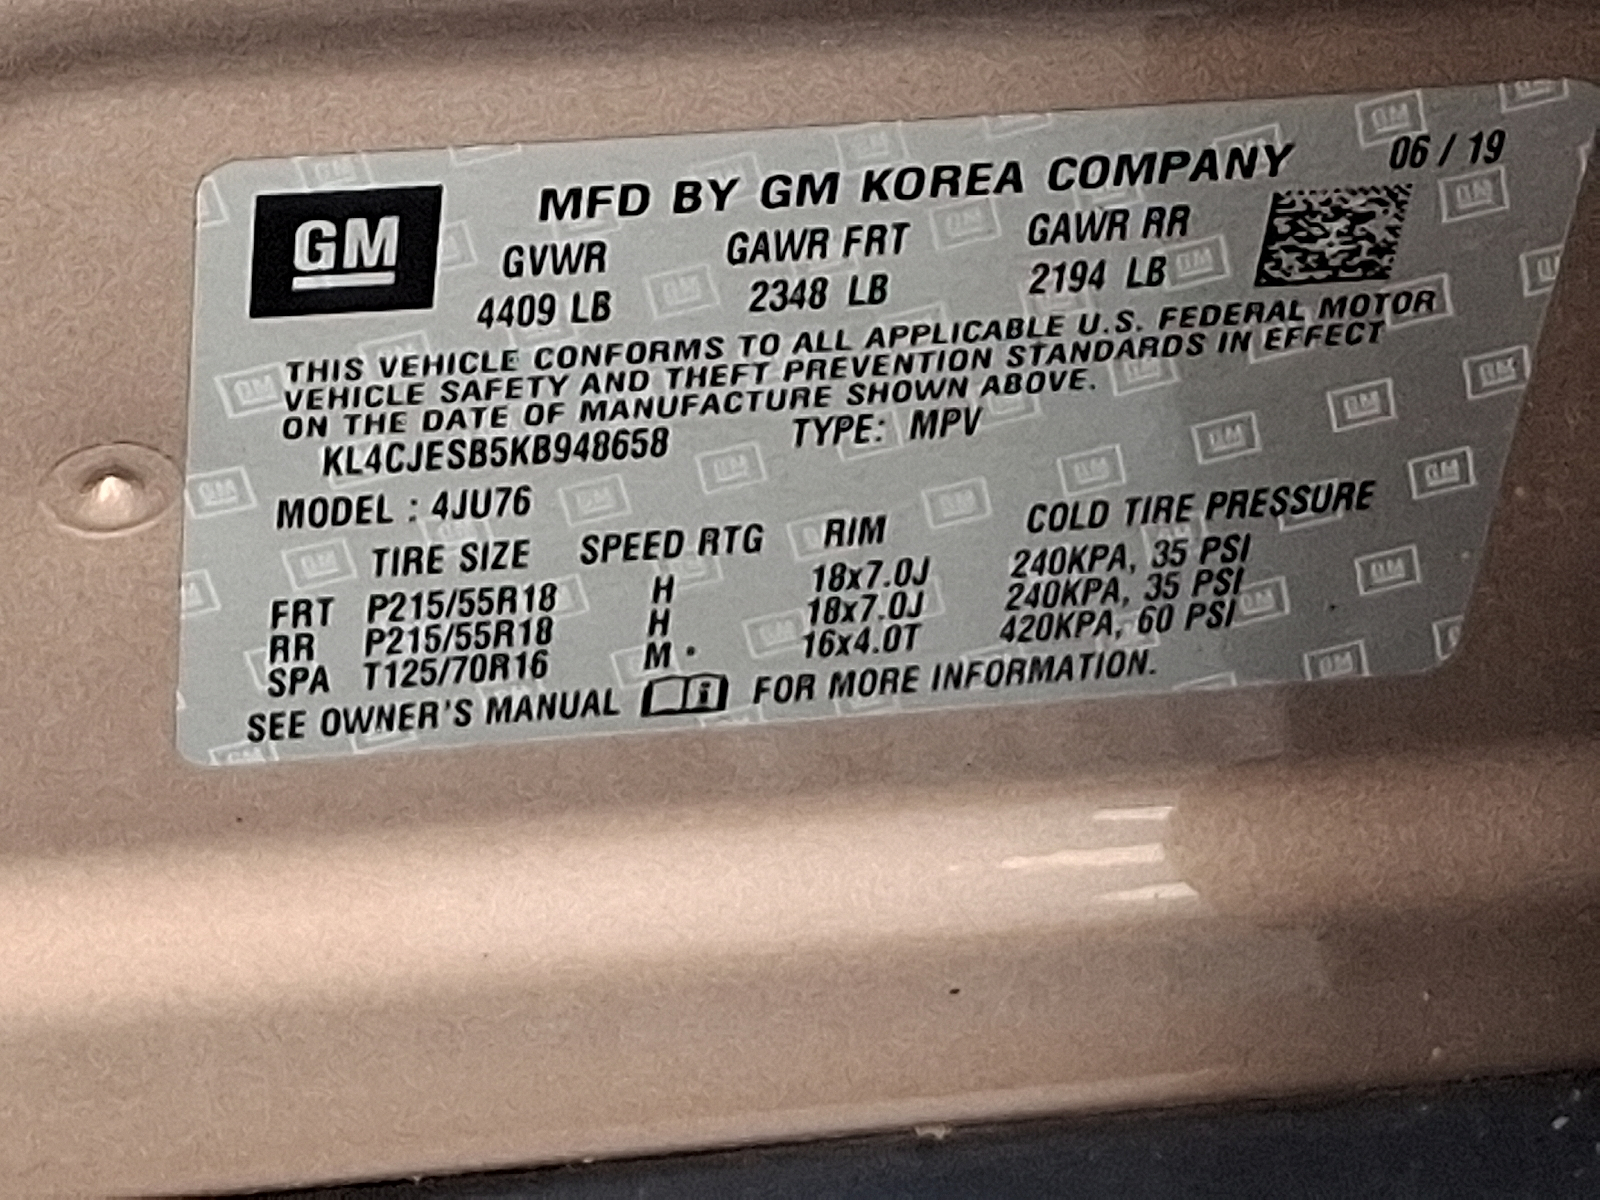 GM
MFD BY GM KOREA COMPANY 06 / 19
GVWR GAWR FRT GAWR RR
4409 LB 2348 LB 2194 LB
THIS VEHICLE CONFORMS TO ALL APPLICABLE U.S. FEDERAL MOTOR
VEHICLE SAFETY AND THEFT PREVENTION STANDARDS IN EFFECT
ON THE DATE OF MANUFACTURE SHOWN ABOVE.
KL4CJESB5KB948658 TYPE: MPV
MODEL : 4JU76
TIRE SIZE SPEED RTG RIM COLD TIRE PRESSURE
FRT P215/55R18 H 18x7.0J 240KPA, 35 PSI
RR P215/55R18 H 18x7.0J 240KPA, 35 PSI
SPA T125/70R16 M 16x4.0T 420KPA, 60 PSI
SEE OWNER'S MANUAL FOR MORE INFORMATION.